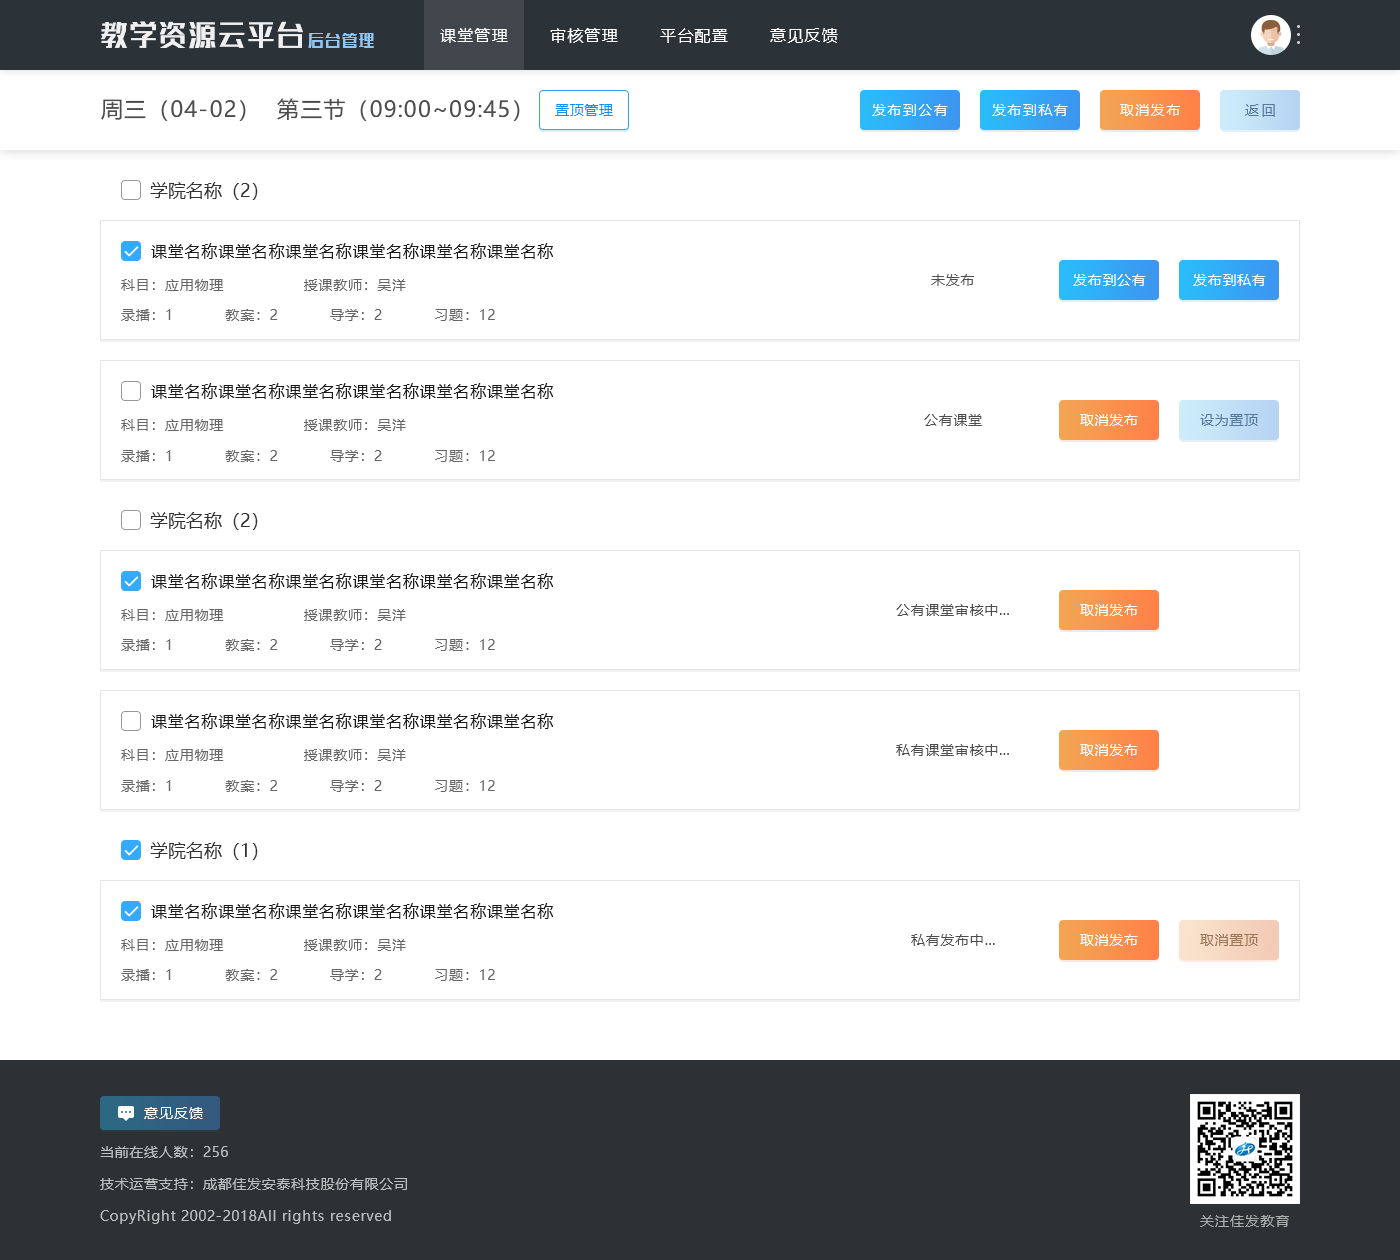 教学资源云平台后台管理 课堂管理 审核管理 平台配置 意见反馈
周三（04-02） 第三节（09:00~09:45） 置顶管理 发布到公有 发布到私有 取消发布 返回
学院名称（2）
课堂名称课堂名称课堂名称课堂名称课堂名称课堂名称
科目：应用物理 授课教师：吴洋
未发布 发布到公有 发布到私有
录播：1 教案：2 导学：2 习题：12
课堂名称课堂名称课堂名称课堂名称课堂名称课堂名称
科目：应用物理 授课教师：吴洋
公有课堂 取消发布 设为置顶
录播：1 教案：2 导学：2 习题：12
学院名称（2）
课堂名称课堂名称课堂名称课堂名称课堂名称课堂名称
科目：应用物理 授课教师：吴洋
公有课堂审核中... 取消发布
录播：1 教案：2 导学：2 习题：12
课堂名称课堂名称课堂名称课堂名称课堂名称课堂名称
科目：应用物理 授课教师：吴洋
私有课堂审核中... 取消发布
录播：1 教案：2 导学：2 习题：12
学院名称（1）
课堂名称课堂名称课堂名称课堂名称课堂名称课堂名称
科目：应用物理 授课教师：吴洋
私有发布中... 取消发布 取消置顶
录播：1 教案：2 导学：2 习题：12
意见反馈
当前在线人数：256
技术运营支持：成都佳发安泰科技股份有限公司
CopyRight 2002-2018All rights reserved
关注佳发教育